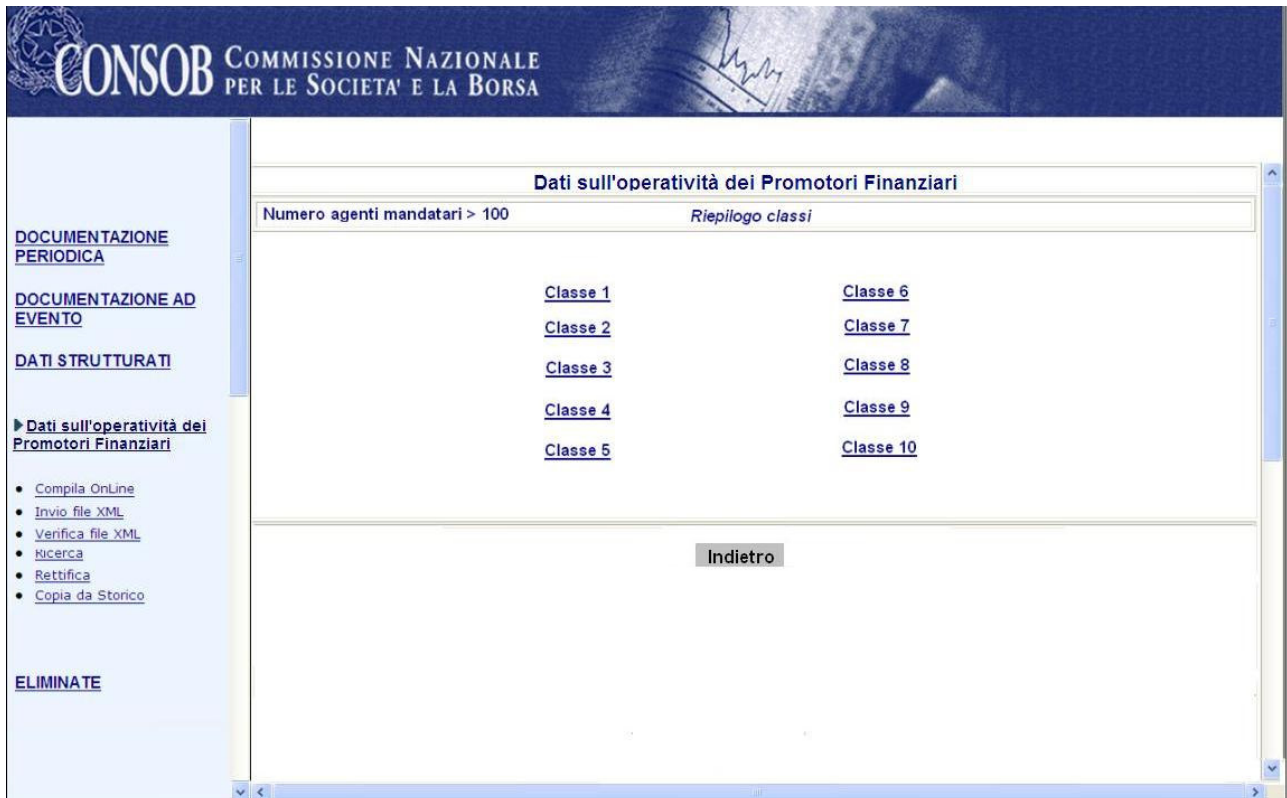 CONSOB COMMISSIONE NAZIONALE
PER LE SOCIETA' E LA BORSA
DOCUMENTAZIONE
PERIODICA
DOCUMENTAZIONE AD
EVENTO
DATI STRUTTURATI
Dati sull'operatività dei
Promotori Finanziari
Compila OnLine
Invio file XML
Verifica file XML
Ricerca
Rettifica
Copia da Storico
ELIMINATE
Dati sull'operatività dei Promotori Finanziari
Numero agenti mandatari > 100 Riepilogo classi
Classe 1 Classe 6
Classe 2 Classe 7
Classe 3 Classe 8
Classe 4 Classe 9
Classe 5 Classe 10
Indietro